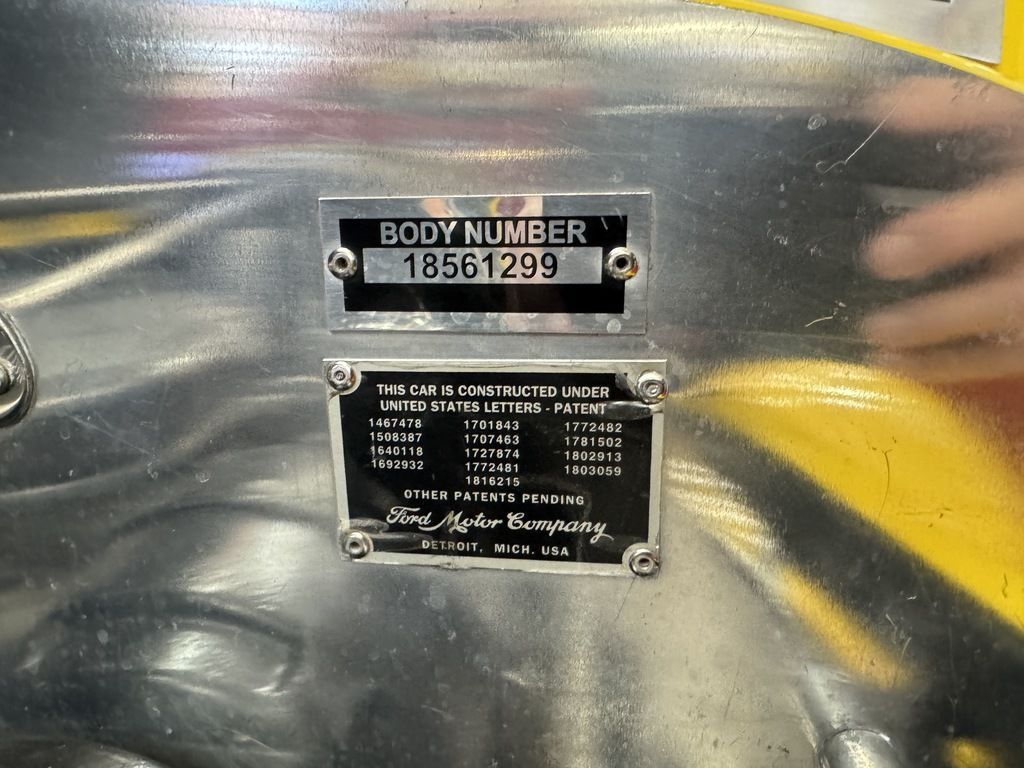 BODY NUMBER
18561299
THIS CAR IS CONSTRUCTED UNDER
UNITED STATES LETTERS - PATENT
1467478 1701843 1772482
1508387 1707463 1781502
1640118 1727874 1802913
1692932 1772481 1803059
1816215
OTHER PATENTS PENDING
Ford Motor Company
DETROIT, MICH. USA